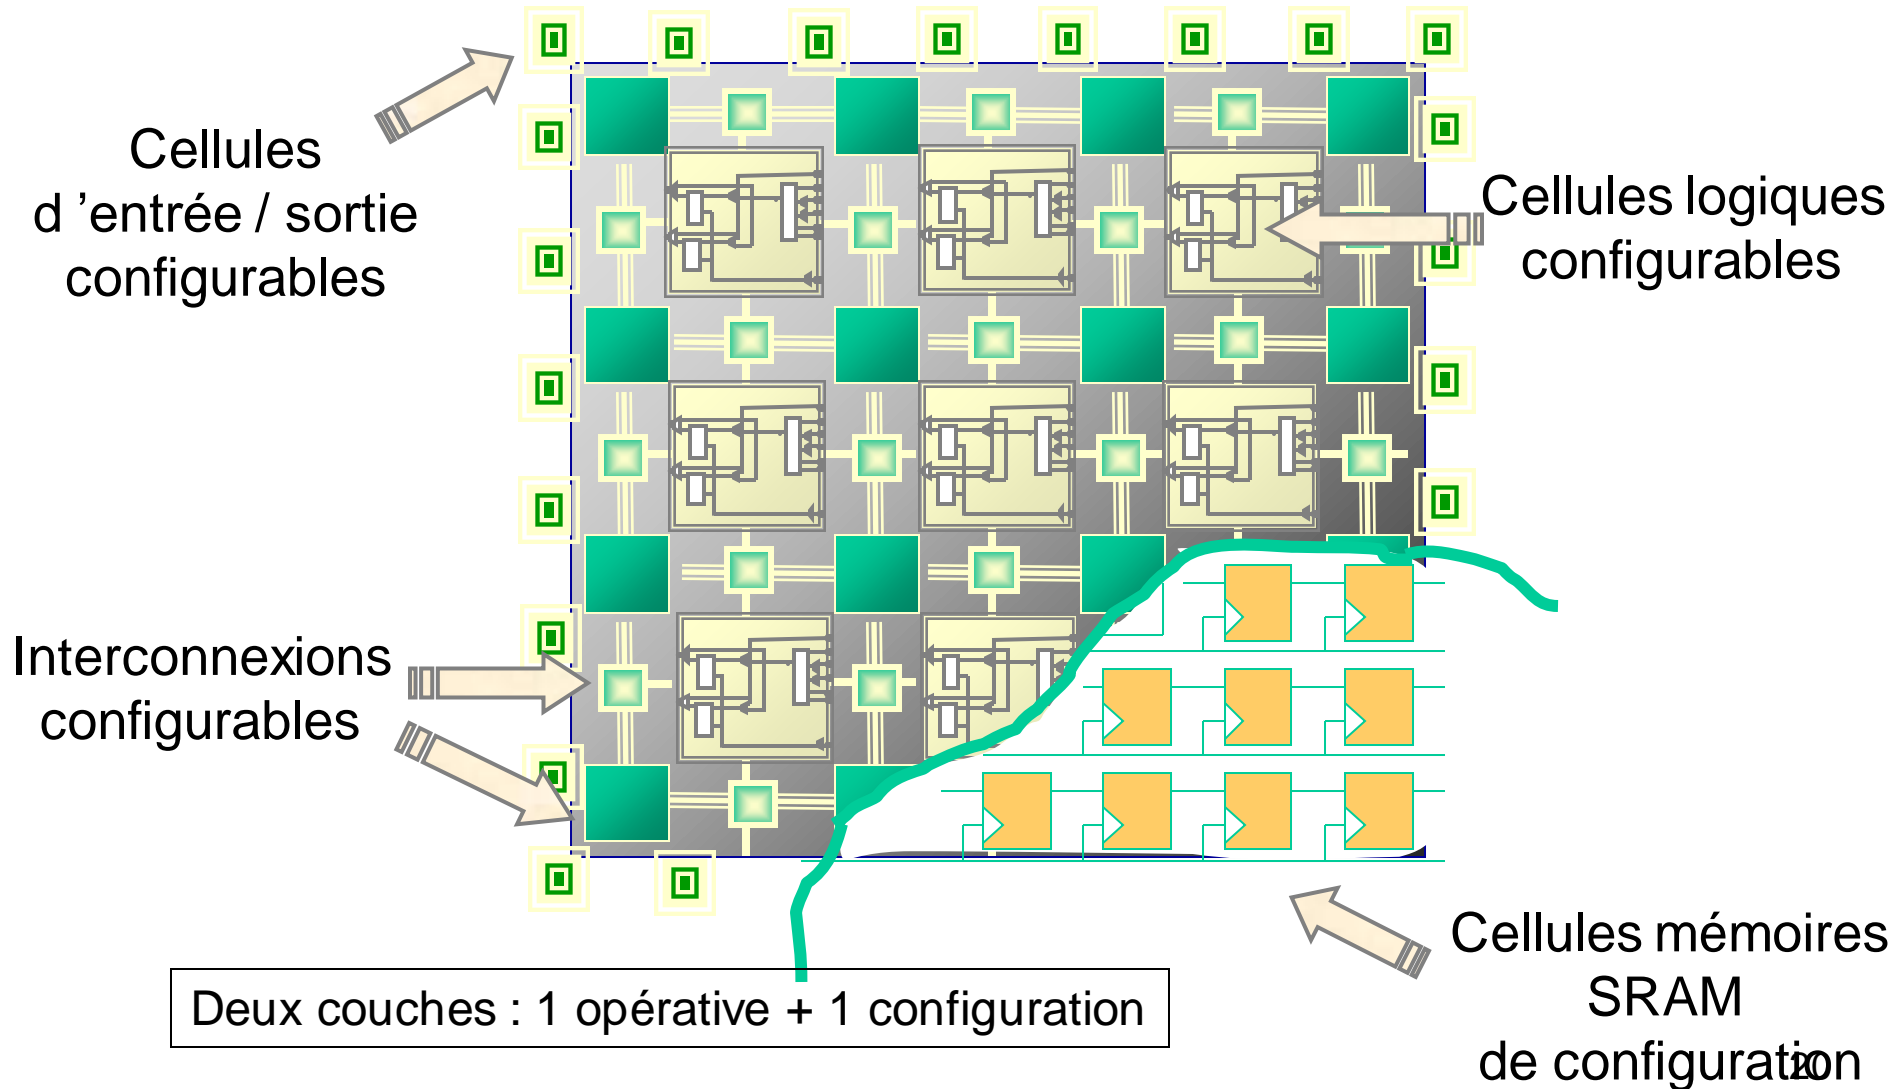 Cellules
d ’entrée / sortie
configurables
Cellules logiques
configurables
Interconnexions
configurables
Cellules mémoires
SRAM
de configuration
20
Deux couches : 1 opérative + 1 configuration